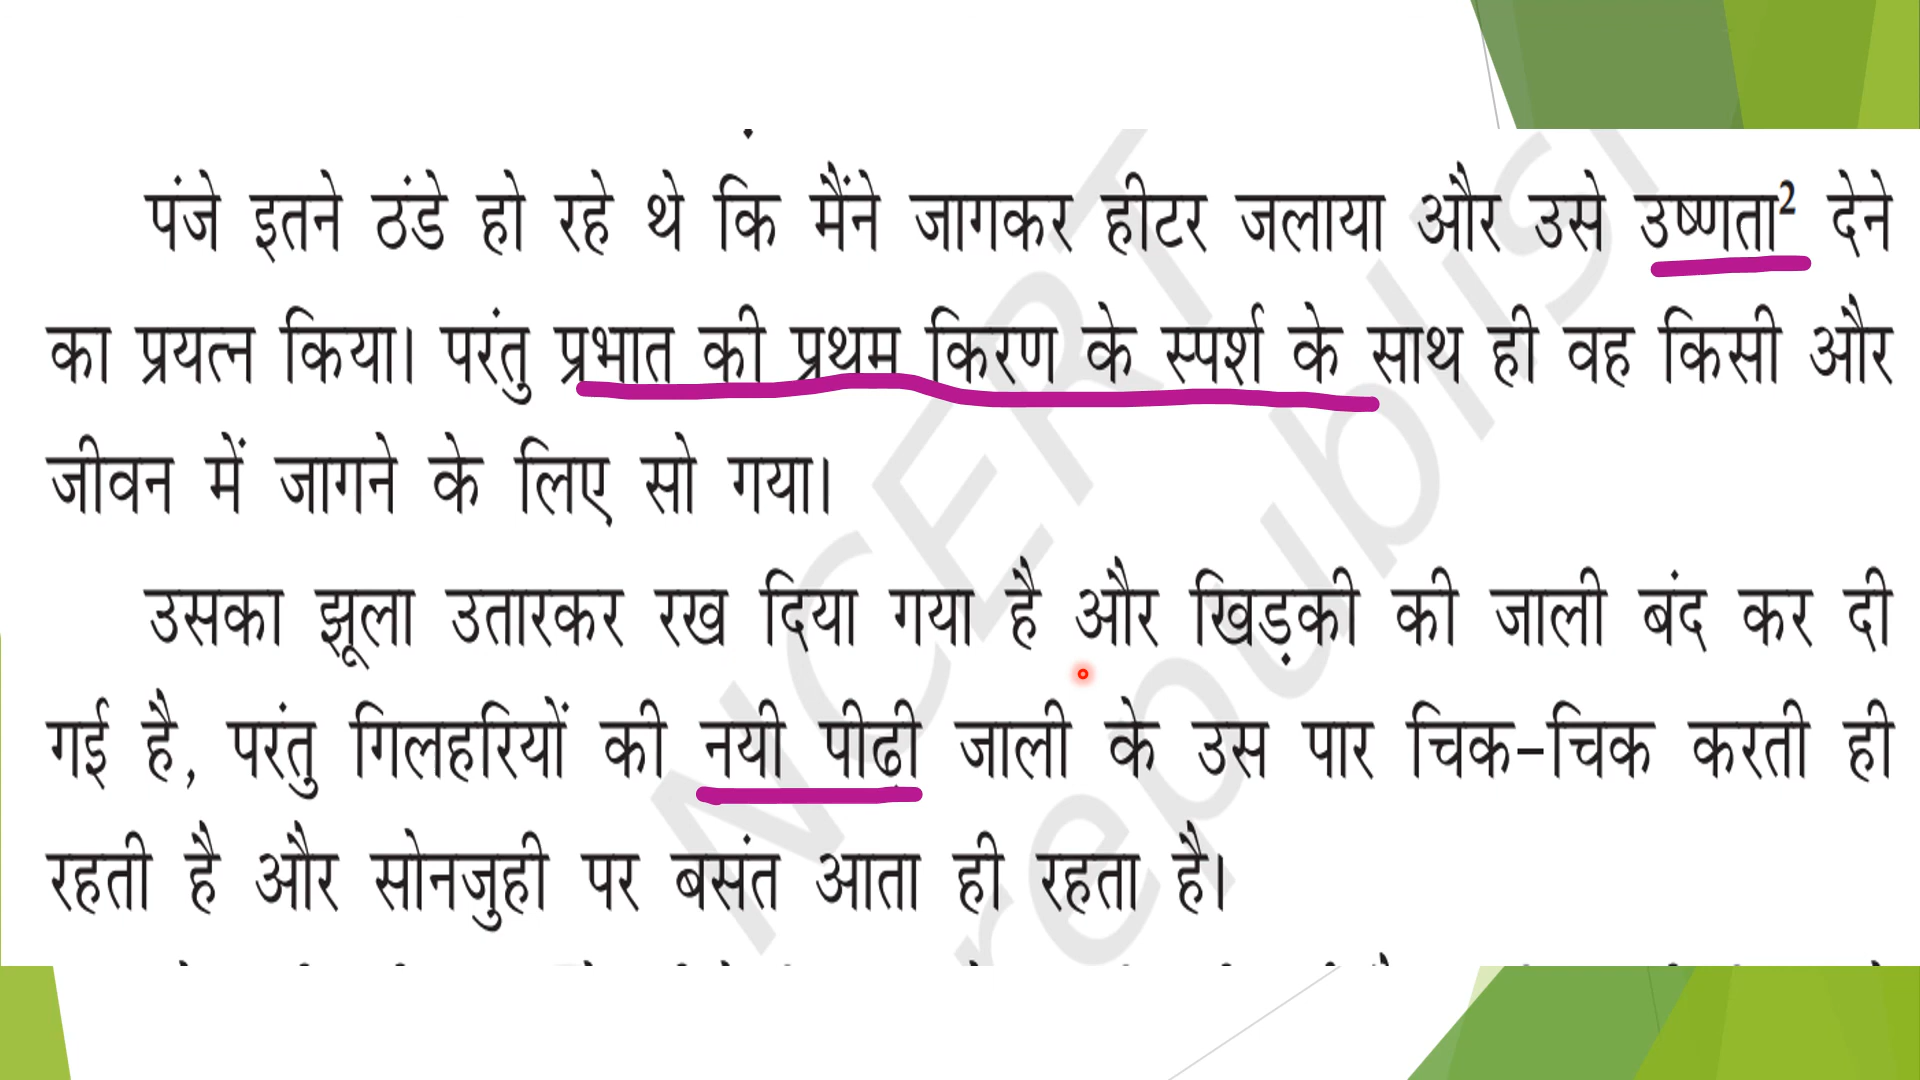 पंजे इतने ठंडे हो रहे थे कि मैंने जागकर हीटर जलाया और उसे उष्णता² देने
का प्रयत्न किया। परंतु प्रभात की प्रथम किरण के स्पर्श के साथ ही वह किसी और
जीवन में जागने के लिए सो गया।
उसका झूला उतारकर रख दिया गया है और खिड़की की जाली बंद कर दी
गई है, परंतु गिलहरियों की नयी पीढ़ी जाली के उस पार चिक-चिक करती ही
रहती है और सोनजुही पर बसंत आता ही रहता है।
NCERT
republis